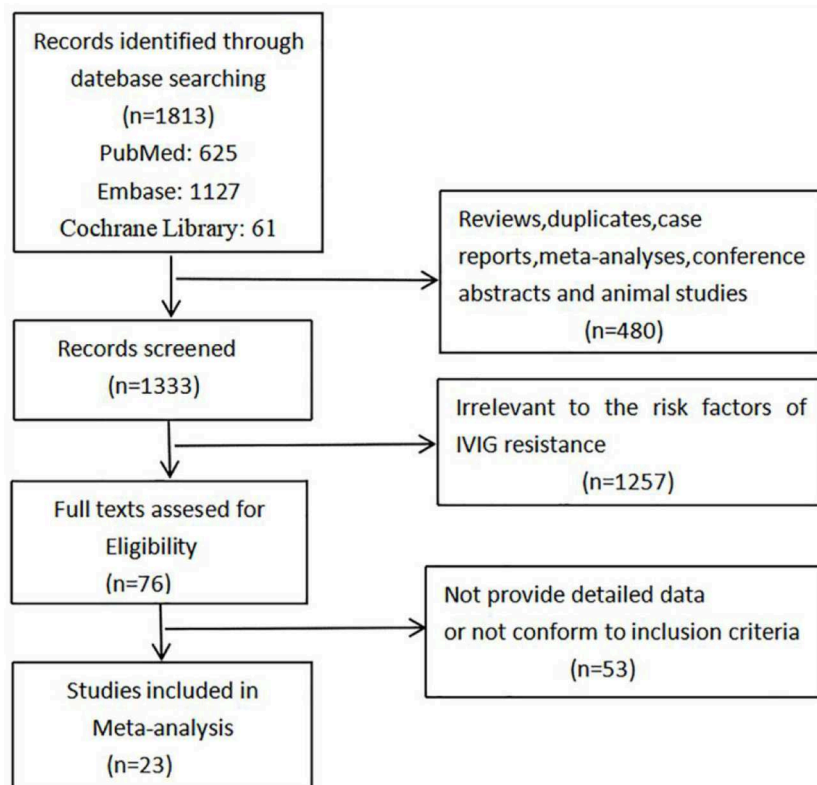 Records identified through
datebase searching
(n=1813)
PubMed: 625
Embase: 1127
Cochrane Library: 61
Reviews,duplicates,case
reports,meta-analyses,conference
abstracts and animal studies
(n=480)
Records screened
(n=1333)
Irrelevant to the risk factors of
IVIG resistance
(n=1257)
Full texts assesed for
Eligibility
(n=76)
Not provide detailed data
or not conform to inclusion criteria
(n=53)
Studies included in
Meta-analysis
(n=23)